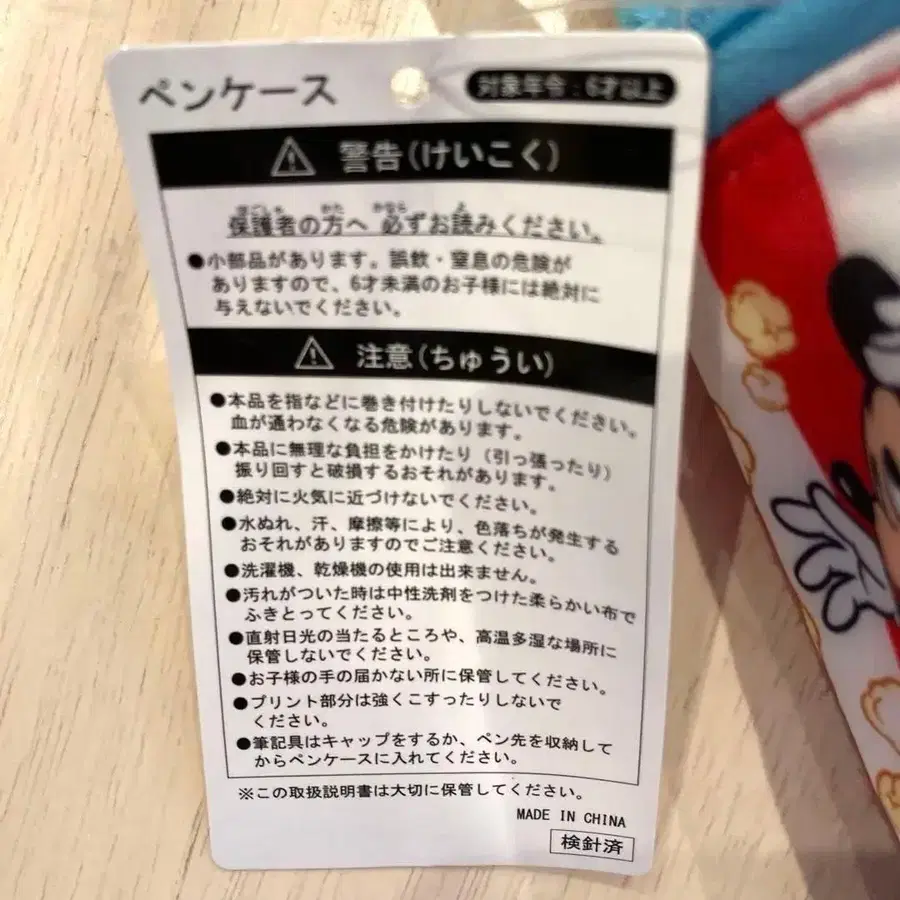 ペンケース
対象年令:6才以上
警告(けいこく)
ほごしゃ かた かなら よ
保護者の方へ 必ずお読みください。
●小部品があります。誤飲・窒息の危険が
ありますので、6才未満のお子様には絶対に
与えないでください。
注意(ちゅうい)
●本品を指などに巻き付けたりしないでください。
血が通わなくなる危険があります。
●本品に無理な負担をかけたり(引っ張ったり)
振り回すと破損するおそれがあります。
●絶対に火気に近づけないでください。
●水ぬれ、汗、摩擦等により、色落ちが発生する
おそれがありますのでご注意ください。
●洗濯機、乾燥機の使用は出来ません。
●汚れがついた時は中性洗剤をつけた柔らかい布で
ふきとってください。
●直射日光の当たるところや、高温多湿な場所に
保管しないでください。
●お子様の手の届かない所に保管してください。
●プリント部分は強くこすったりしないで
ください。
●筆記具はキャップをするか、ペン先を収納して
からペンケースに入れてください。
※この取扱説明書は大切に保管してください。
MADE IN CHINA
検針済